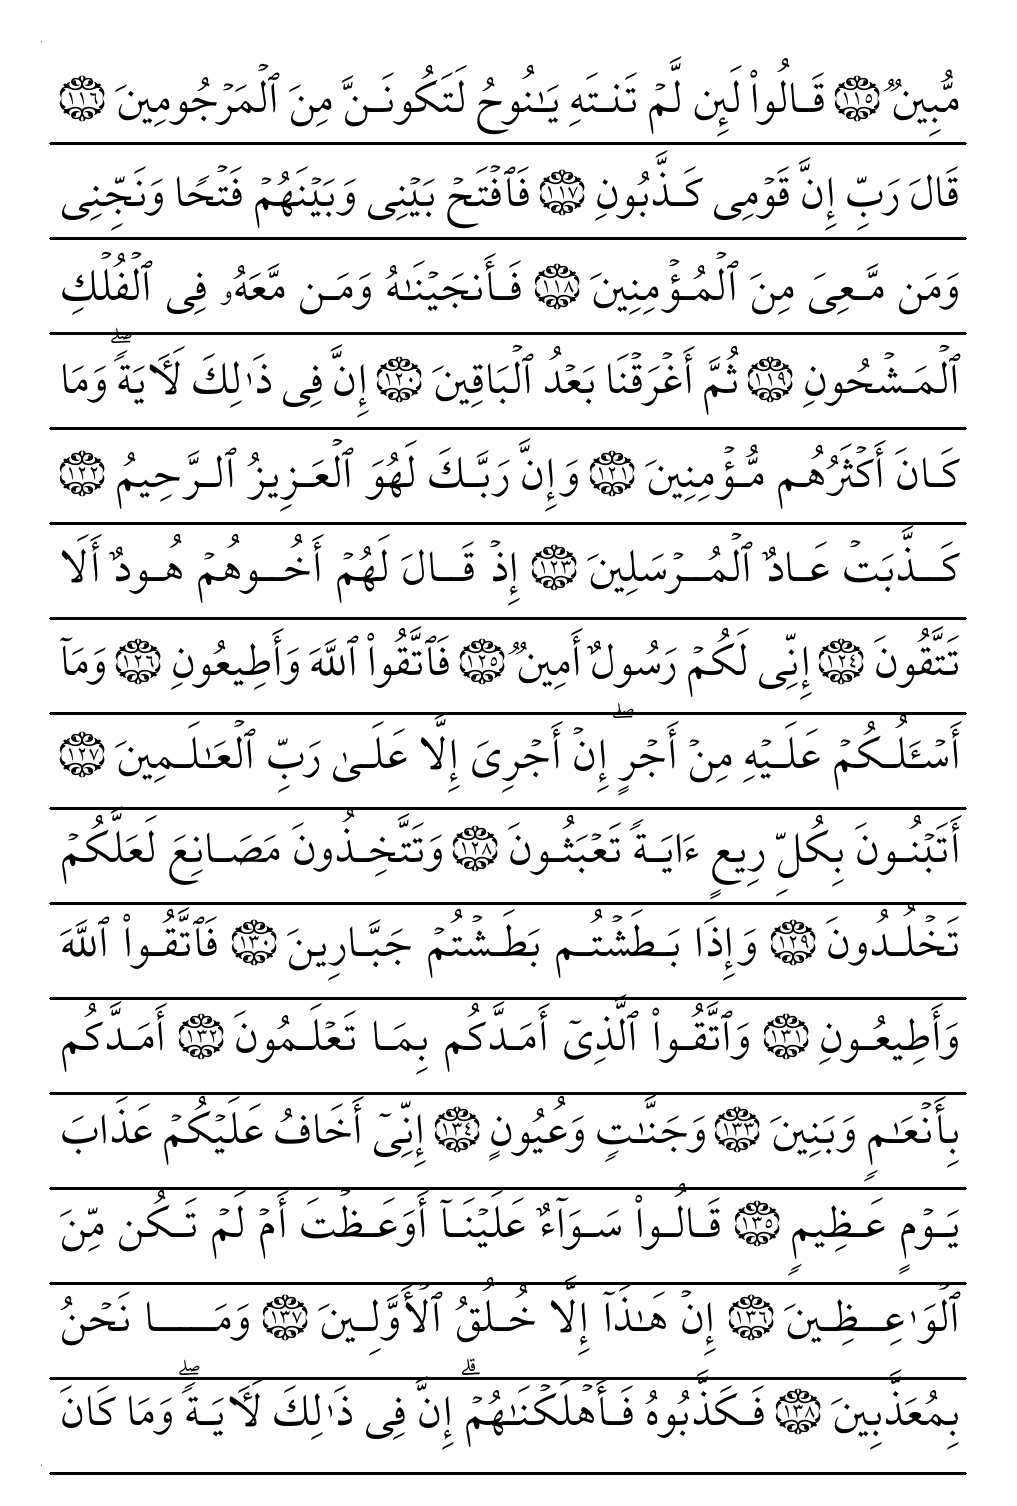 مُّبِينٌ ١١٥ قَالُوا۟ لَئِن لَّمۡ تَنتَهِ يَـٰنُوحُ لَتَكُونَنَّ مِنَ ٱلۡمَرۡجُومِينَ ١١٦
قَالَ رَبِّ إِنَّ قَوۡمِى كَذَّبُونِ ١١٧ فَٱفۡتَحۡ بَيۡنِى وَبَيۡنَهُمۡ فَتۡحًا وَنَجِّنِى
وَمَن مَّعِىَ مِنَ ٱلۡمُؤۡمِنِينَ ١١٨ فَأَنجَيۡنَـٰهُ وَمَن مَّعَهُۥ فِى ٱلۡفُلۡكِ
ٱلۡمَشۡحُونِ ١١٩ ثُمَّ أَغۡرَقۡنَا بَعۡدُ ٱلۡبَاقِينَ ١٢٠ إِنَّ فِى ذَٰلِكَ لَـَٔايَةًۖ وَمَا
كَانَ أَكۡثَرُهُم مُّؤۡمِنِينَ ١٢١ وَإِنَّ رَبَّكَ لَهُوَ ٱلۡعَزِيزُ ٱلرَّحِيمُ ١٢٢
كَذَّبَتۡ عَادٌ ٱلۡمُرۡسَلِينَ ١٢٣ إِذۡ قَالَ لَهُمۡ أَخُوهُمۡ هُودٌ أَلَا
تَتَّقُونَ ١٢٤ إِنِّى لَكُمۡ رَسُولٌ أَمِينٌ ١٢٥ فَٱتَّقُوا۟ ٱللَّهَ وَأَطِيعُونِ ١٢٦ وَمَآ
أَسۡـَٔلُكُمۡ عَلَيۡهِ مِنۡ أَجۡرٍۖ إِنۡ أَجۡرِىَ إِلَّا عَلَىٰ رَبِّ ٱلۡعَـٰلَمِينَ ١٢٧
أَتَبۡنُونَ بِكُلِّ رِيعٍ ءَايَةً تَعۡبَثُونَ ١٢٨ وَتَتَّخِذُونَ مَصَانِعَ لَعَلَّكُمۡ
تَخۡلُدُونَ ١٢٩ وَإِذَا بَطَشۡتُم بَطَشۡتُمۡ جَبَّارِينَ ١٣٠ فَٱتَّقُوا۟ ٱللَّهَ
وَأَطِيعُونِ ١٣١ وَٱتَّقُوا۟ ٱلَّذِىٓ أَمَدَّكُم بِمَا تَعۡلَمُونَ ١٣٢ أَمَدَّكُم
بِأَنۡعَـٰمٍ وَبَنِينَ ١٣٣ وَجَنَّـٰتٍ وَعُيُونٍ ١٣٤ إِنِّىٓ أَخَافُ عَلَيۡكُمۡ عَذَابَ
يَوۡمٍ عَظِيمٍ ١٣٥ قَالُوا۟ سَوَآءٌ عَلَيۡنَآ أَوَعَظۡتَ أَمۡ لَمۡ تَكُن مِّنَ
ٱلۡوَٰعِظِينَ ١٣٦ إِنۡ هَـٰذَآ إِلَّا خُلُقُ ٱلۡأَوَّلِينَ ١٣٧ وَمَا نَحۡنُ
بِمُعَذَّبِينَ ١٣٨ فَكَذَّبُوهُ فَأَهۡلَكۡنَـٰهُمۡۗ إِنَّ فِى ذَٰلِكَ لَـَٔايَةًۖ وَمَا كَانَ